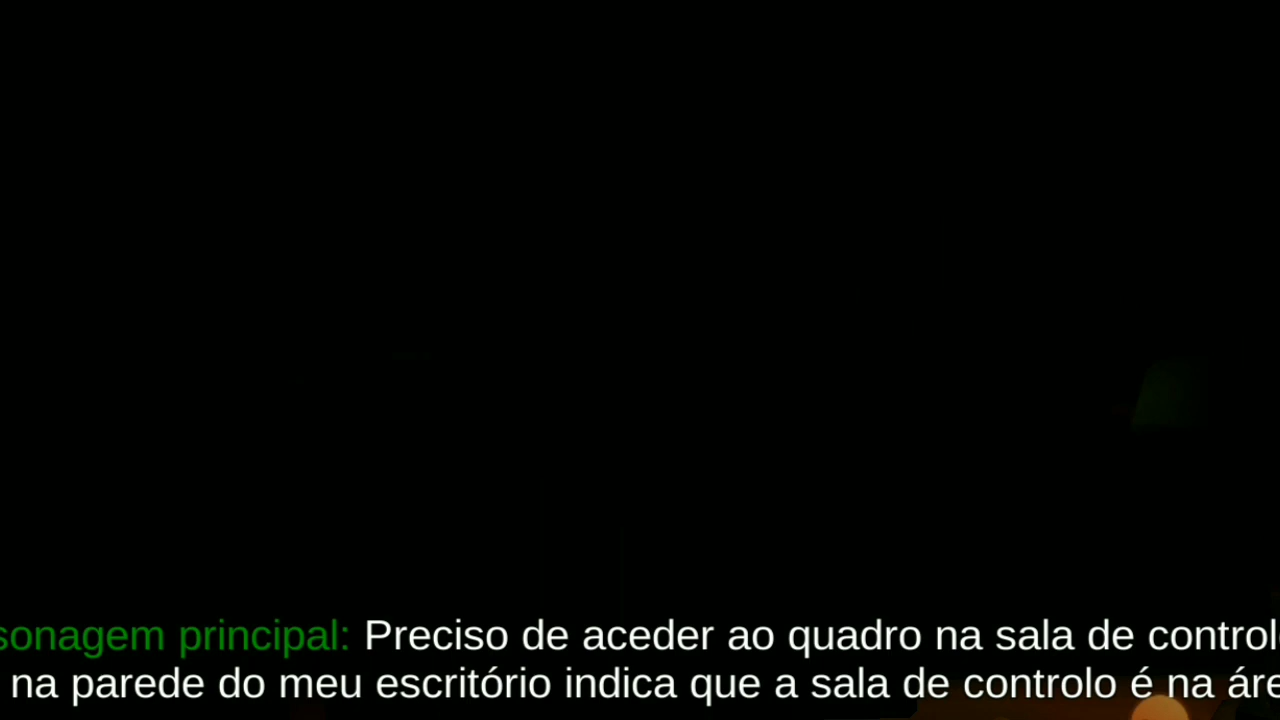 sonagem principal: Preciso de aceder ao quadro na sala de control
na parede do meu escritório indica que a sala de controlo é na áre